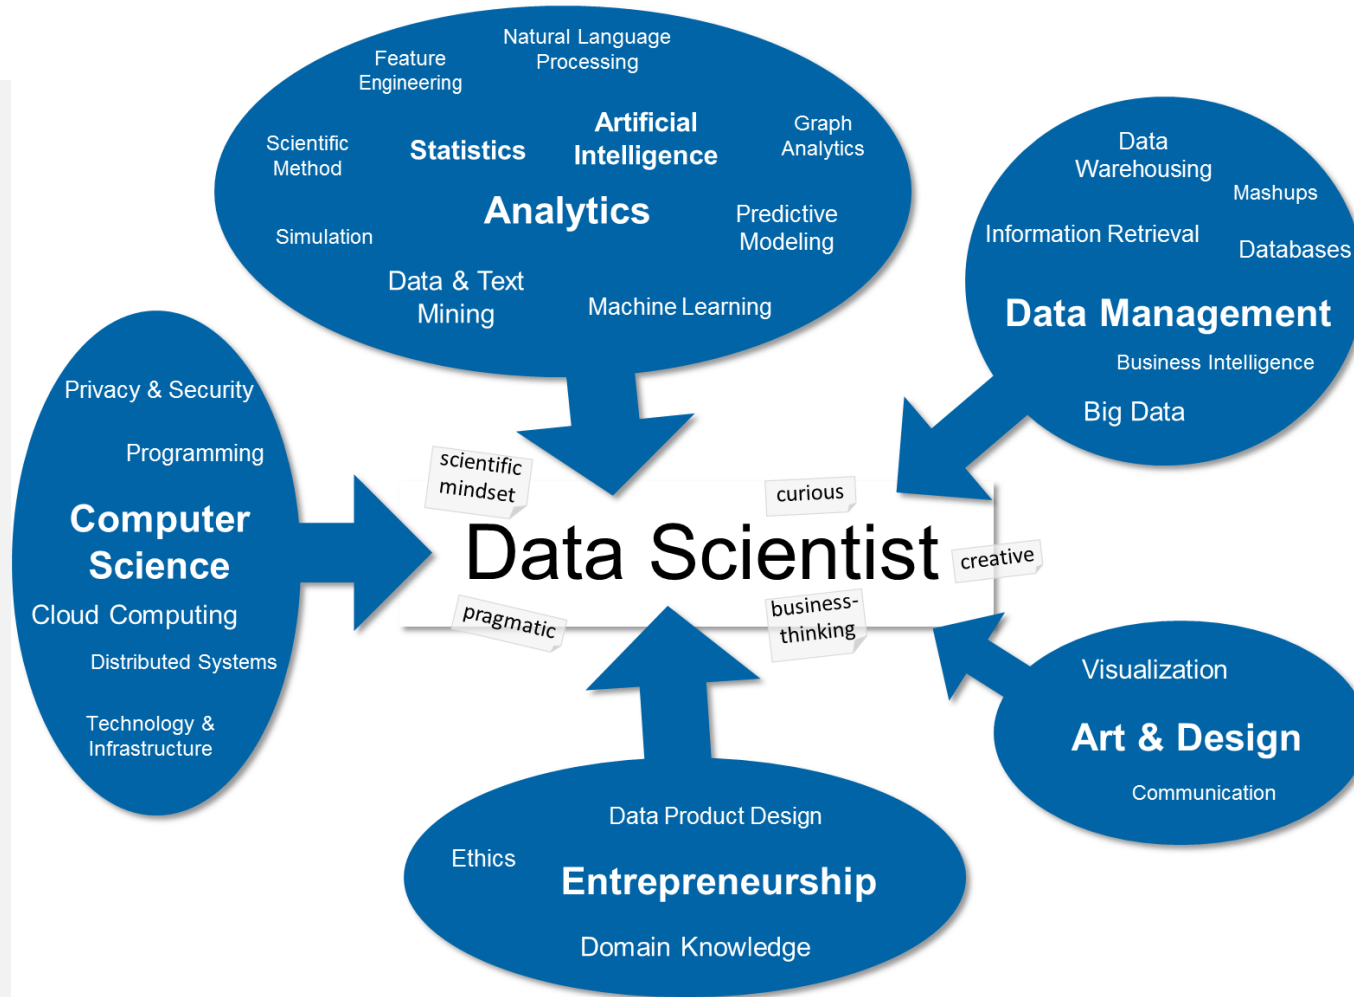 Natural Language
Processing
Feature
Engineering
Artificial
Intelligence
Graph
Analytics
Scientific
Method
Statistics
Analytics
Predictive
Modeling
Simulation
Data & Text
Mining
Machine Learning
Data
Warehousing
Mashups
Information Retrieval
Databases
Data Management
Business Intelligence
Big Data
Privacy & Security
Programming
Computer
Science
Cloud Computing
Distributed Systems
Technology &
Infrastructure
scientific
mindset
curious
Data Scientist
creative
pragmatic
business-
thinking
Visualization
Art & Design
Communication
Data Product Design
Ethics
Entrepreneurship
Domain Knowledge